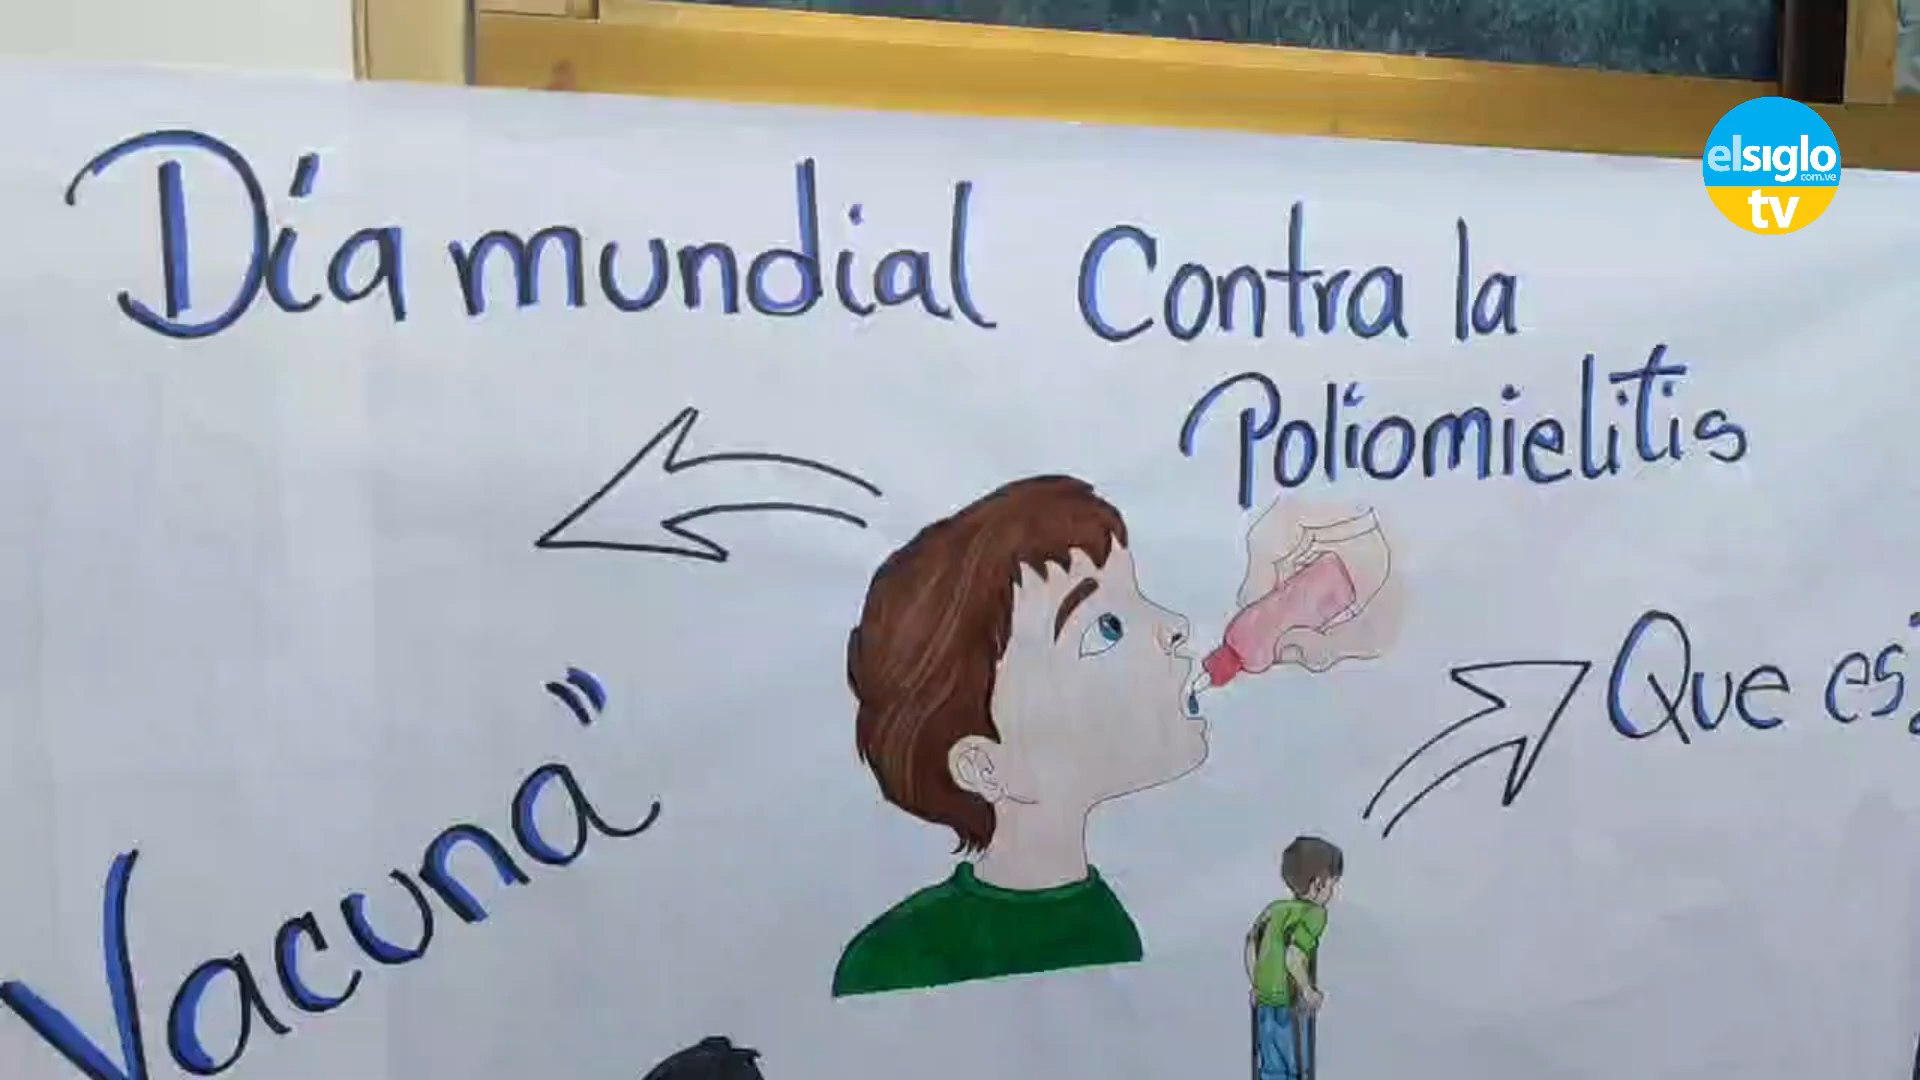 Día mundial Contra la
Poliomielitis
Que es?
Vacuna"
elsiglo
com.ve
tv